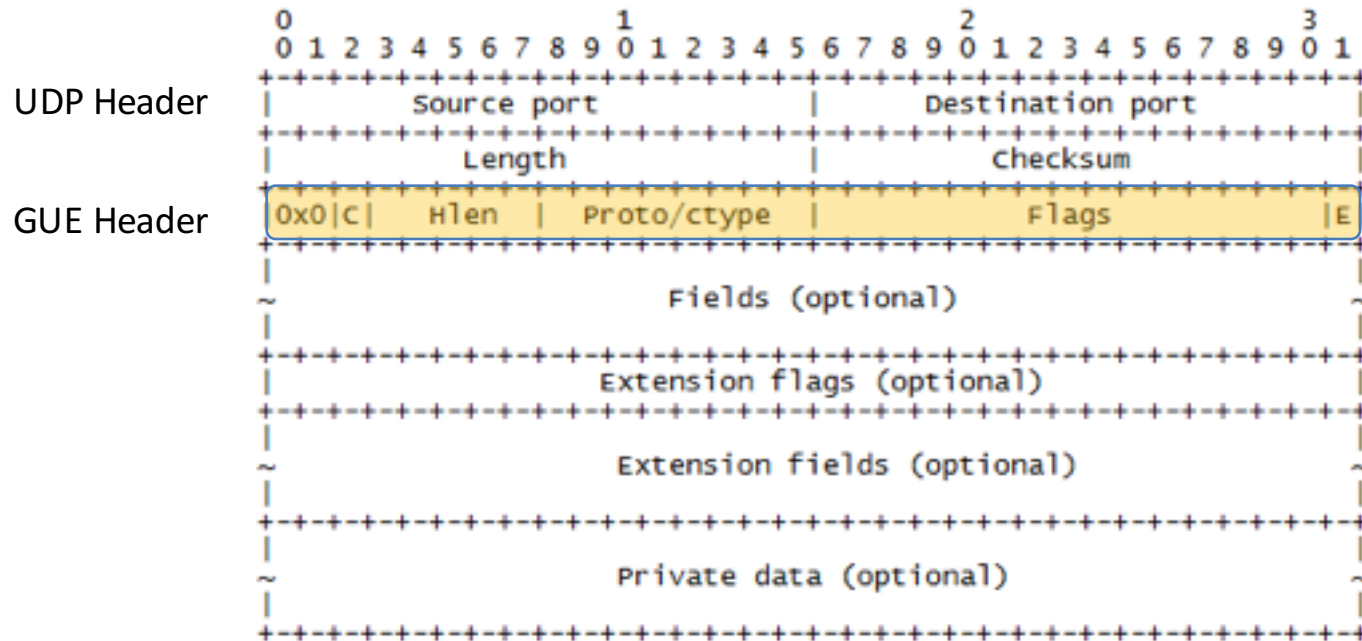 0 1 2 3
0 1 2 3 4 5 6 7 8 9 0 1 2 3 4 5 6 7 8 9 0 1 2 3 4 5 6 7 8 9 0 1
+-+-+-+-+-+-+-+-+-+-+-+-+-+-+-+-+-+-+-+-+-+-+-+-+-+-+-+-+-+-+-+-+
UDP Header | Source port | Destination port |
+-+-+-+-+-+-+-+-+-+-+-+-+-+-+-+-+-+-+-+-+-+-+-+-+-+-+-+-+-+-+-+-+
| Length | Checksum |
+-+-+-+-+-+-+-+-+-+-+-+-+-+-+-+-+-+-+-+-+-+-+-+-+-+-+-+-+-+-+-+-+
GUE Header |0x0|C| Hlen | Proto/ctype | Flags |E
+-+-+-+-+-+-+-+-+-+-+-+-+-+-+-+-+-+-+-+-+-+-+-+-+-+-+-+-+-+-+-+-+
| |
~ Fields (optional) ~
| |
+-+-+-+-+-+-+-+-+-+-+-+-+-+-+-+-+-+-+-+-+-+-+-+-+-+-+-+-+-+-+-+-+
| Extension flags (optional) |
+-+-+-+-+-+-+-+-+-+-+-+-+-+-+-+-+-+-+-+-+-+-+-+-+-+-+-+-+-+-+-+-+
| |
~ Extension fields (optional) ~
| |
+-+-+-+-+-+-+-+-+-+-+-+-+-+-+-+-+-+-+-+-+-+-+-+-+-+-+-+-+-+-+-+-+
| |
~ Private data (optional) ~
| |
+-+-+-+-+-+-+-+-+-+-+-+-+-+-+-+-+-+-+-+-+-+-+-+-+-+-+-+-+-+-+-+-+